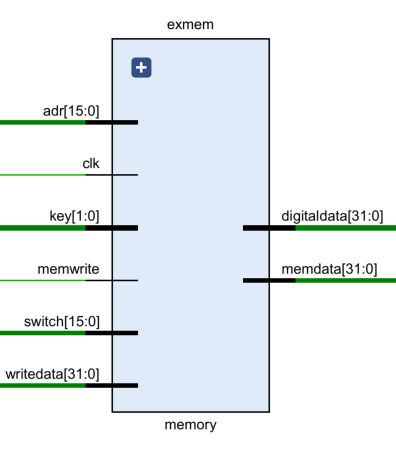 exmem
adr[15:0]
clk
key[1:0]
digitaldata[31:0]
memwrite
memdata[31:0]
switch[15:0]
writedata[31:0]
memory